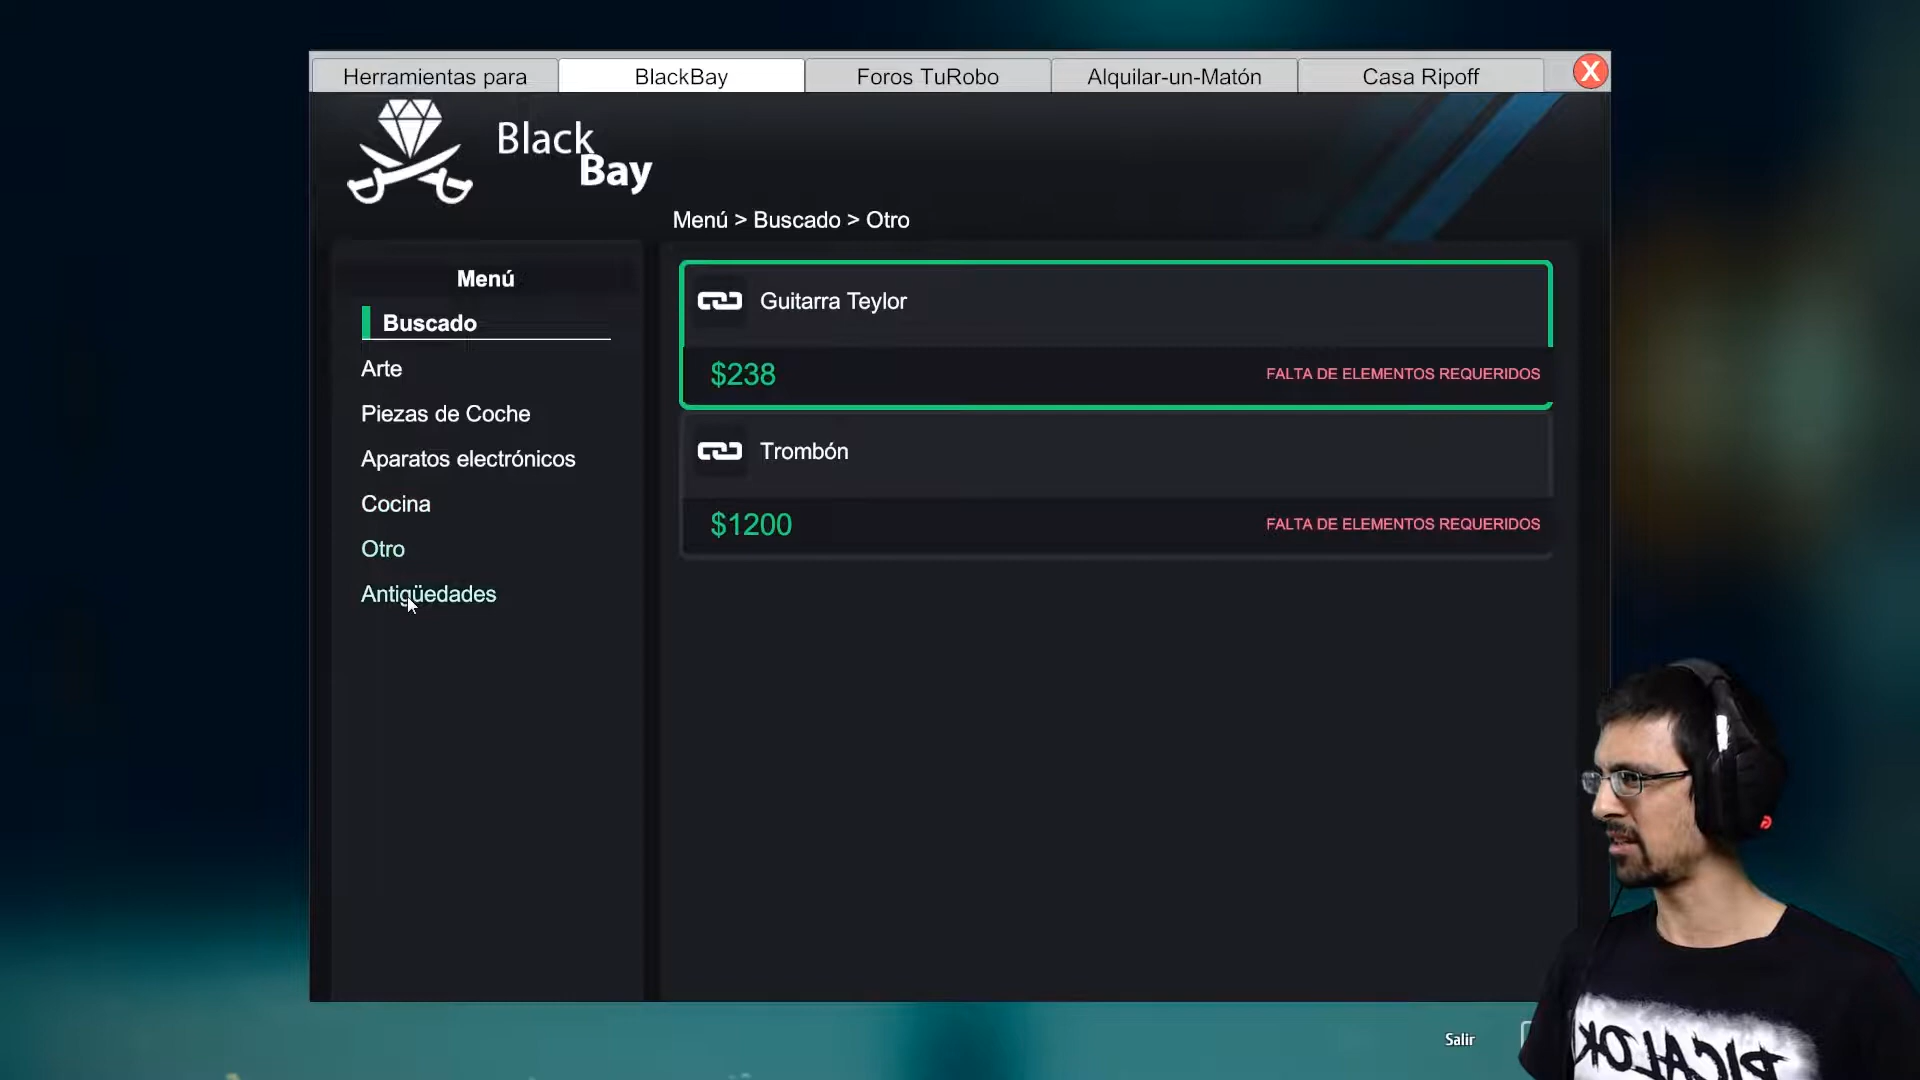 Herramientas para
BlackBay
Foros TuRobo
Alquilar-un-Matón
Casa Ripoff
X
Black
Bay
Menú > Buscado > Otro
Menú
Buscado
Arte
Piezas de Coche
Aparatos electrónicos
Cocina
Otro
Antigüedades
Guitarra Teylor
$238
FALTA DE ELEMENTOS REQUERIDOS
Trombón
$1200
FALTA DE ELEMENTOS REQUERIDOS
Salir